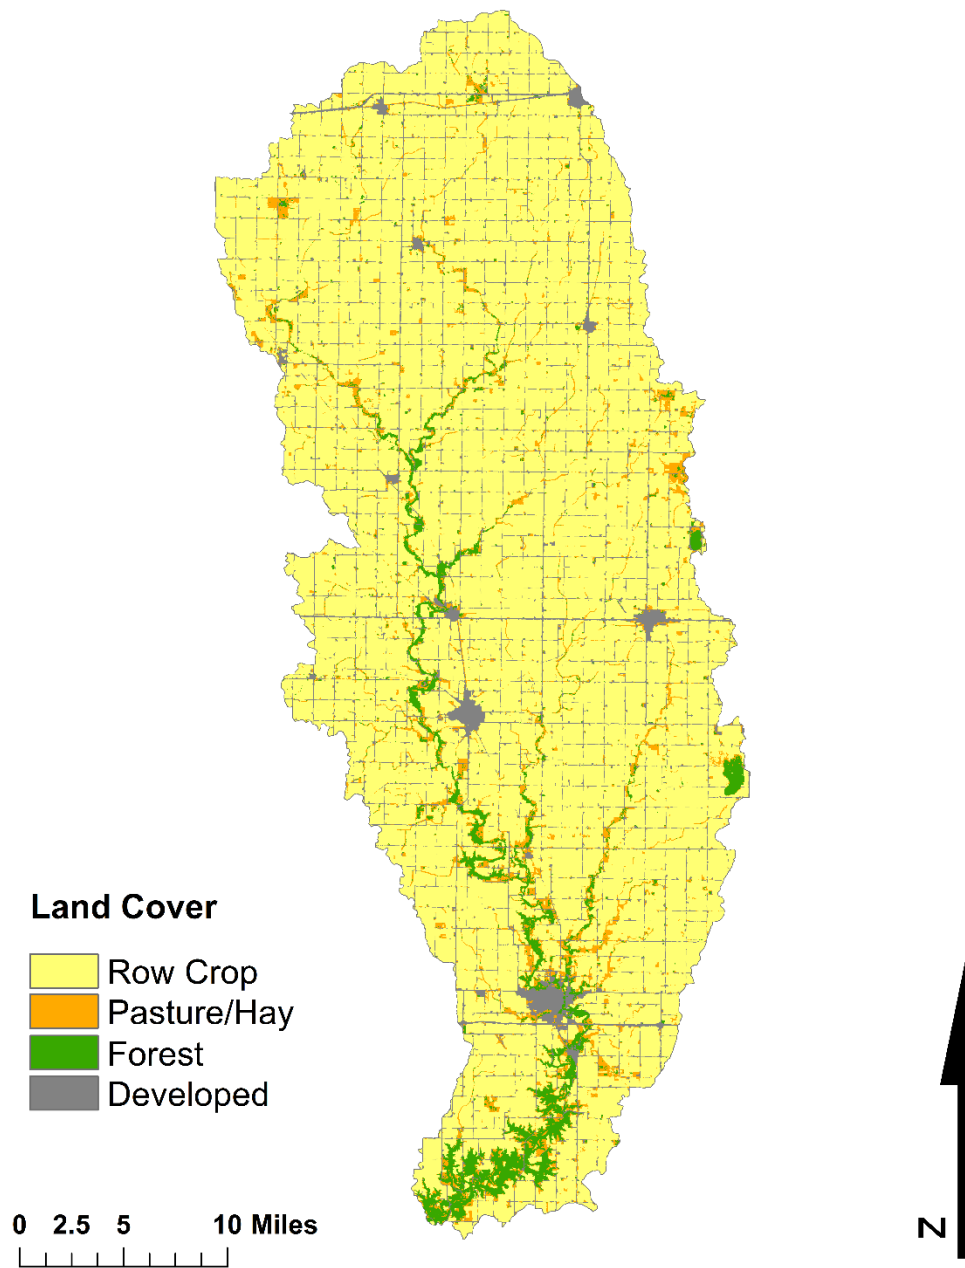 Land Cover
Row Crop
Pasture/Hay
Forest
Developed
0 2.5 5 10 Miles
N